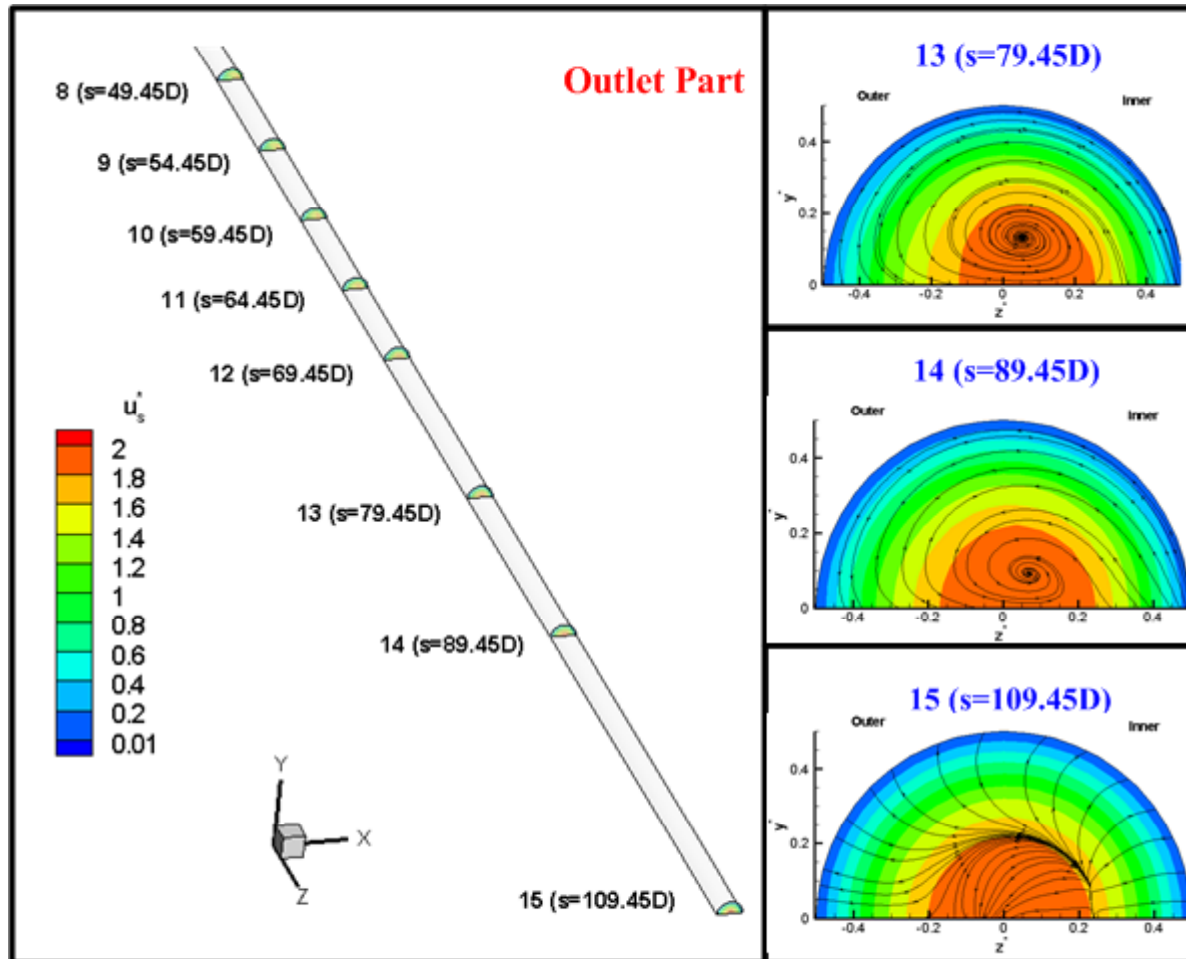 Outlet Part
8 (s=49.45D)
9 (s=54.45D)
10 (s=59.45D)
11 (s=64.45D)
12 (s=69.45D)
13 (s=79.45D)
14 (s=89.45D)
15 (s=109.45D)
u*s
2
1.8
1.6
1.4
1.2
1
0.8
0.6
0.4
0.2
0.01
Y
X
Z
13 (s=79.45D)
Outer Inner
0.4
0.2
0
y*
-0.4 -0.2 0 0.2 0.4
z*
14 (s=89.45D)
Outer Inner
0.4
0.2
0
y*
-0.4 -0.2 0 0.2 0.4
z*
15 (s=109.45D)
Outer Inner
0.4
0.2
0
y*
-0.4 -0.2 0 0.2 0.4
z*